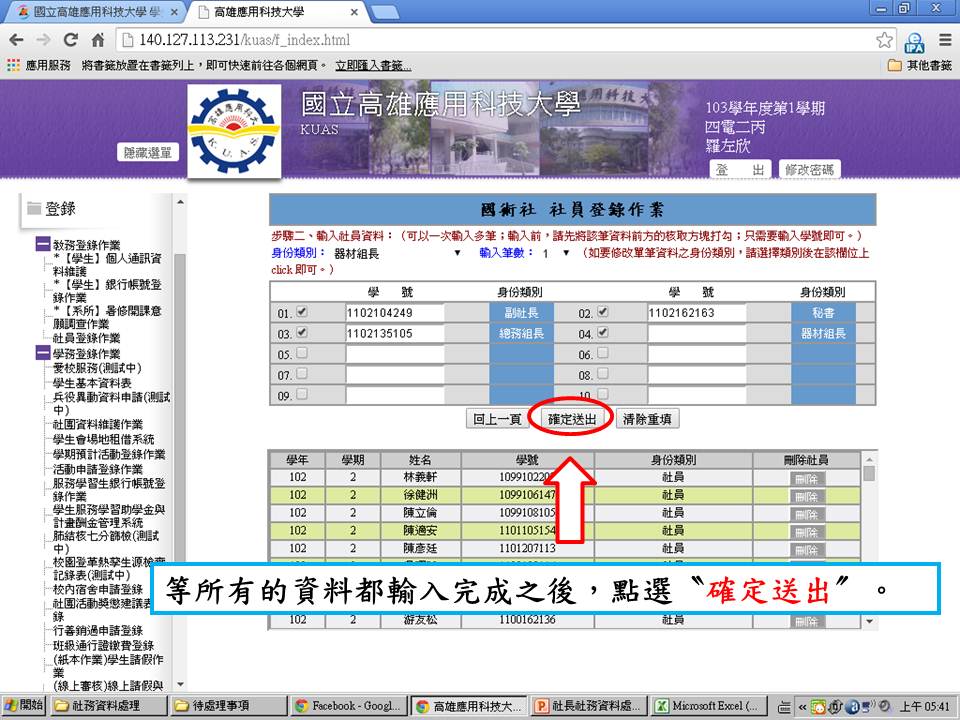 國立高雄應用科技大學 學
高雄應用科技大學
140.127.113.231/kuas/f_index.html
應用服務 將書籤放置在書籤列上，即可快速前往各個網頁。 立即匯入書籤...
其他書籤
國立高雄應用科技大學
KUAS
隱藏選單
103學年度第1學期
四電二丙
羅左欣
登 出 修改密碼
登錄
教務登錄作業
*【學生】個人通訊資
料維護
*【學生】銀行帳號登
錄作業
*【系所】暑修開課意
願調查作業
社員登錄作業
學務登錄作業
愛校服務(測試中)
學生基本資料表
兵役異動資料申請(測試
中)
社團資料維護作業
學生會場地租借系統
學期預計活動登錄作業
活動申請登錄作業
服務學習生銀行帳號登
錄作業
學生服務學習助學金與
計畫酬金管理系統
肺結核七分篩檢(測試
中)
校園登革熱孳生源檢查
記錄表(測試中)
校內宿舍申請登錄
社團活動獎懲建議表
錄
行善銷過申請登錄
班級通行證繳費登錄
(紙本作業)學生請假作
業
(線上審核)線上請假與
國術社 社員登錄作業
步驟二、輸入社員資料：（可以一次輸入多筆；輸入前，請先將該筆資料前方的核取方塊打勾；只需要輸入學號即可。）
身份類別： 器材組長 輸入筆數： 1 （如要修改單筆資料之身份類別，請選擇類別後在該欄位上
click 即可。）
學 號 身份類別 學 號 身份類別
01. 1102104249 副社長 02. 1102162163 秘書
03. 1102135105 總務組長 04. 器材組長
05. 06.
07. 08.
09. 10.
回上一頁 確定送出 清除重填
學年 學期 姓名 學號 身份類別 刪除社員
102 2 林義軒 109910220 社員 刪除
102 2 徐健洲 1099106147 社員 刪除
102 2 陳立倫 1099108105 社員 刪除
102 2 陳適安 1101105154 社員 刪除
102 2 陳彥廷 1101207113 社員 刪除
等所有的資料都輸入完成之後，點選〝確定送出〞。
102 2 游友松 1100162136 社員 刪除
開始 社務資料處理 待處理事項 Facebook - Googl... 高雄應用科技大... 社長社務資料處... Microsoft Excel (... 上午 05:41